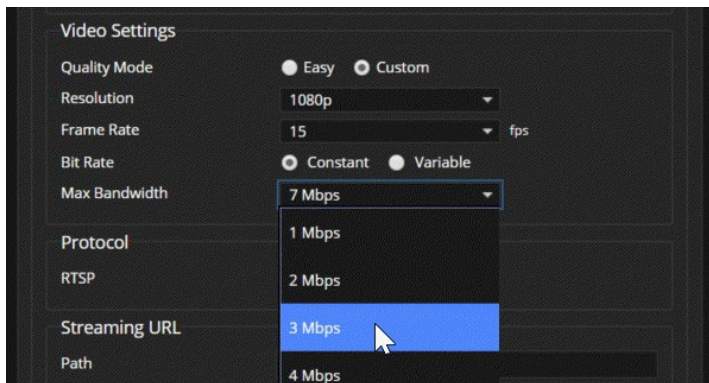 Video Settings
Quality Mode Easy Custom
Resolution 1080p
Frame Rate 15 fps
Bit Rate Constant Variable
Max Bandwidth 7 Mbps
1 Mbps
Protocol
RTSP 2 Mbps
Streaming URL 3 Mbps
Path 4 Mbps